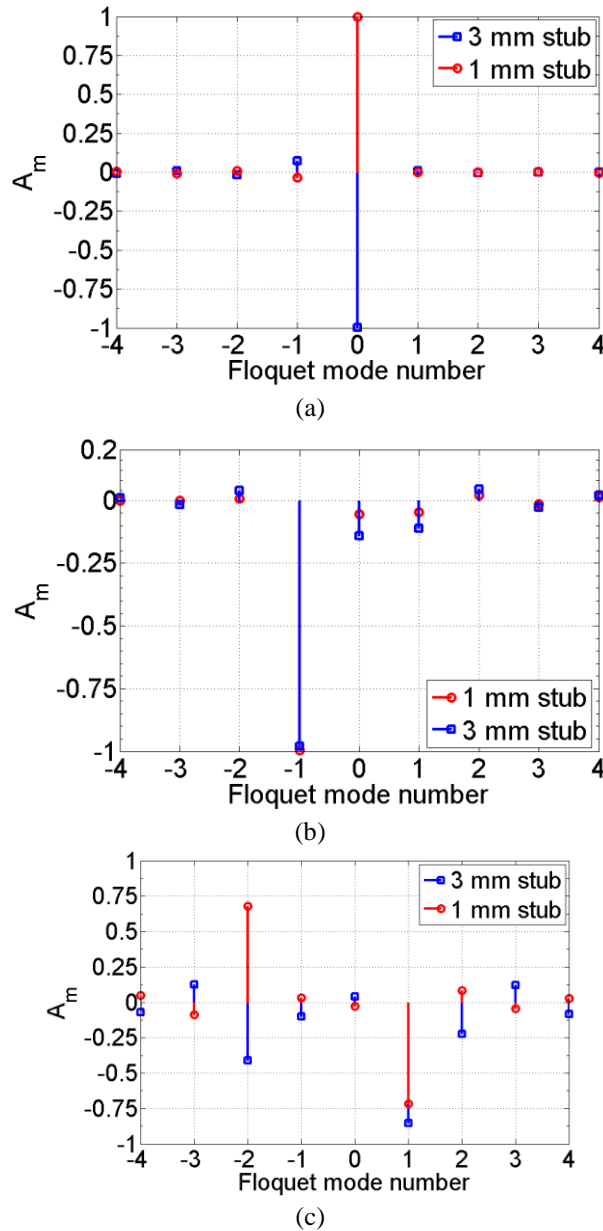 1
0.75
0.5
0.25
0
-0.25
-0.5
-0.75
-1
A_m
3 mm stub
1 mm stub
-4 -3 -2 -1 0 1 2 3 4
Floquet mode number
(a)
0.2
0
-0.25
-0.5
-0.75
-1
A_m
1 mm stub
3 mm stub
-4 -3 -2 -1 0 1 2 3 4
Floquet mode number
(b)
1
0.75
0.5
0.25
0
-0.25
-0.5
-0.75
-1
A_m
3 mm stub
1 mm stub
-4 -3 -2 -1 0 1 2 3 4
Floquet mode number
(c)